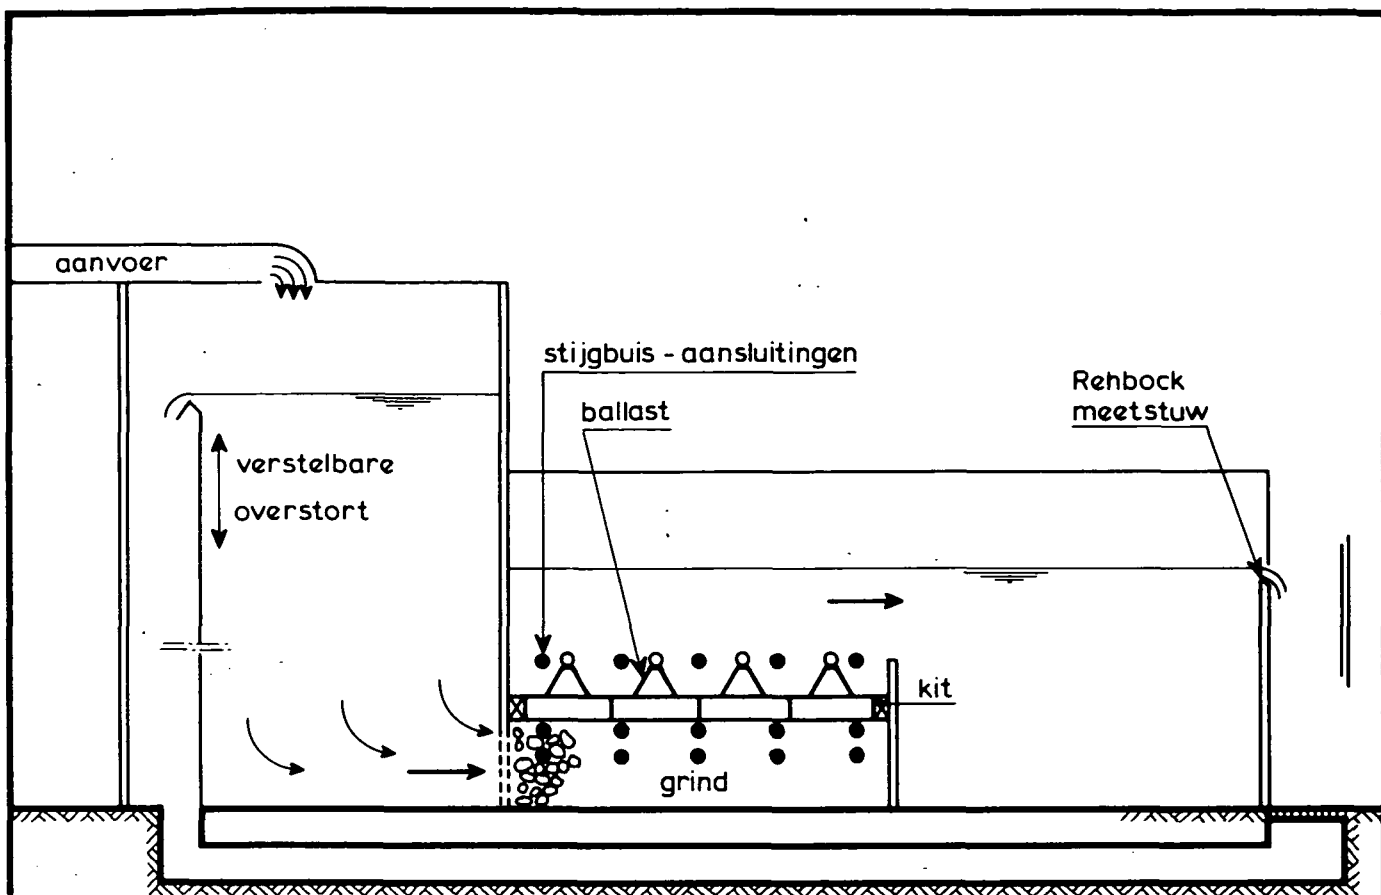 aanvoer
stijgbuis - aansluitingen
ballast
Rehbock
meetstuw
verstelbare
overstort
kit
grind